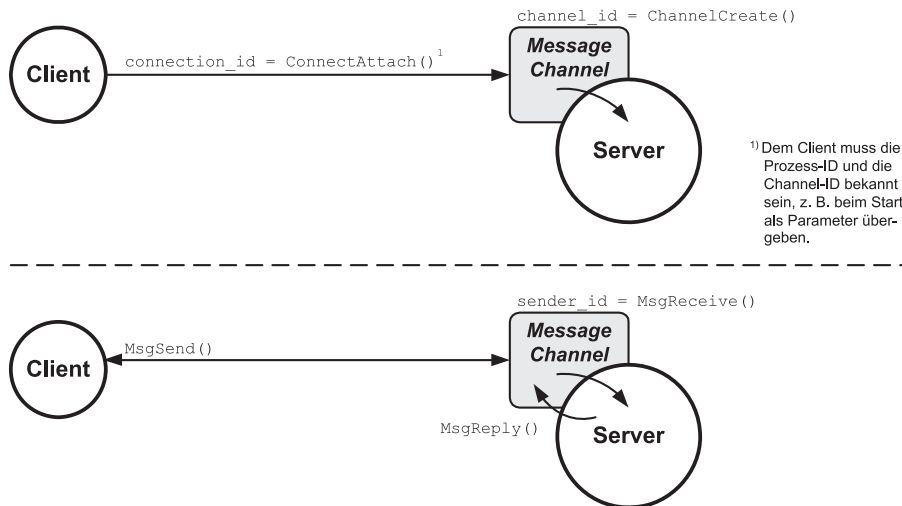 channel_id = ChannelCreate()
Message
Channel
Client
connection_id = ConnectAttach()1
Server
1) Dem Client muss die
Prozess-ID und die
Channel-ID bekannt
sein, z. B. beim Start
als Parameter über-
geben.
sender_id = MsgReceive()
Message
Channel
MsgSend()
Client
MsgReply()
Server